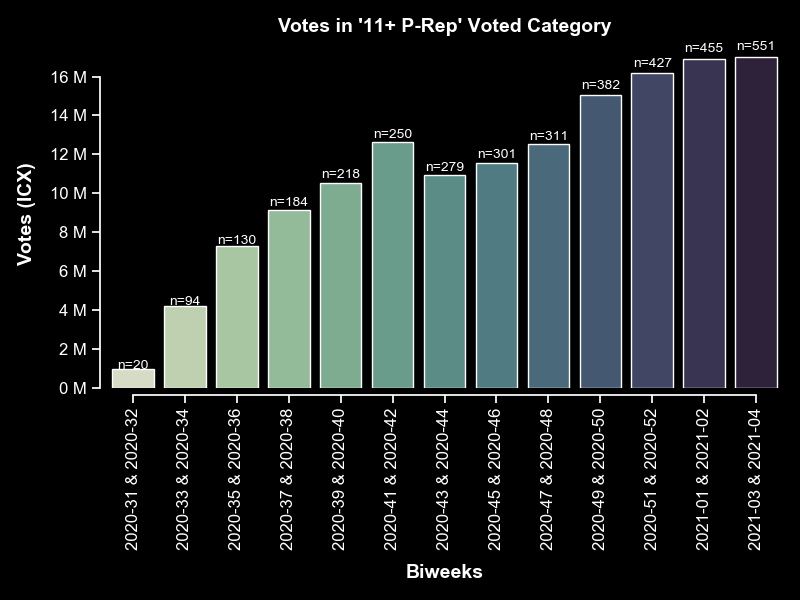 Votes in '11+ P-Rep' Voted Category
Votes (ICX)
16 M
14 M
12 M
10 M
8 M
6 M
4 M
2 M
0 M
n=20
n=94
n=130
n=184
n=218
n=250
n=279
n=301
n=311
n=382
n=427
n=455
n=551
2020-31 & 2020-32
2020-33 & 2020-34
2020-35 & 2020-36
2020-37 & 2020-38
2020-39 & 2020-40
2020-41 & 2020-42
2020-43 & 2020-44
2020-45 & 2020-46
2020-47 & 2020-48
2020-49 & 2020-50
2020-51 & 2020-52
2021-01 & 2021-02
2021-03 & 2021-04
Biweeks